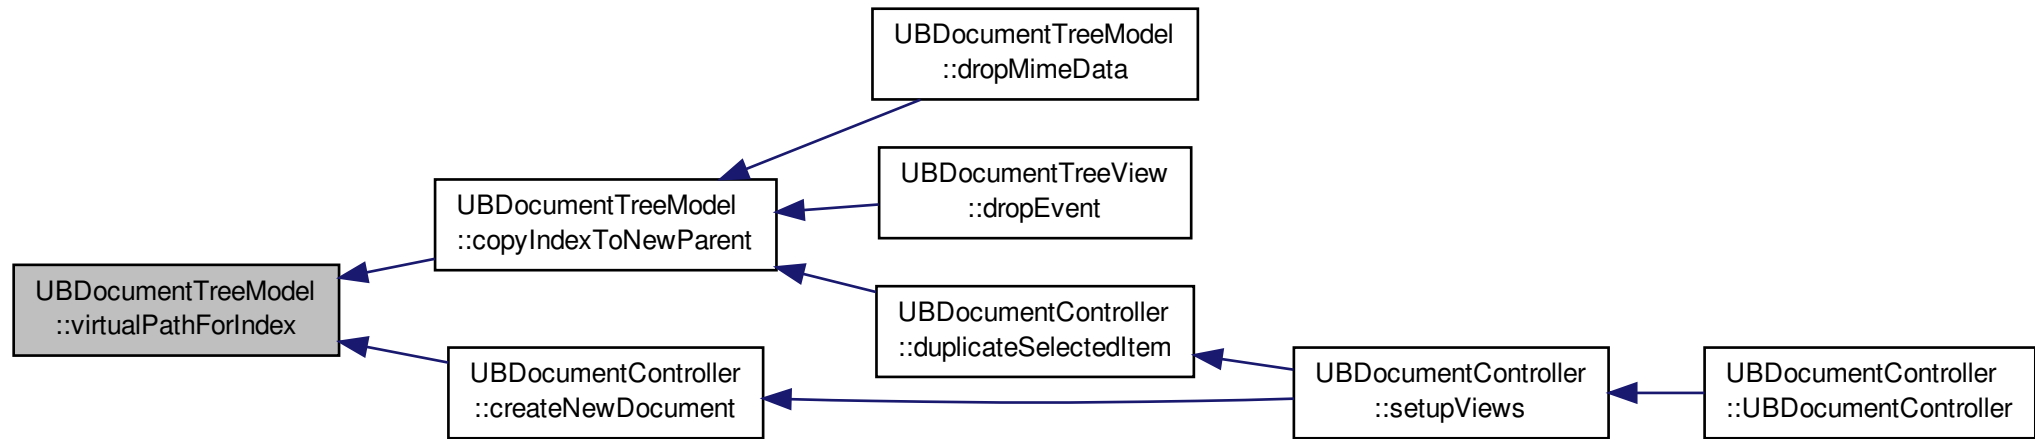 UBDocumentTreeModel
::dropMimeData
UBDocumentTreeView
::dropEvent
UBDocumentTreeModel
::copyIndexToNewParent
UBDocumentTreeModel
::virtualPathForIndex
UBDocumentController
::duplicateSelectedItem
UBDocumentController
::createNewDocument
UBDocumentController
::setupViews
UBDocumentController
::UBDocumentController